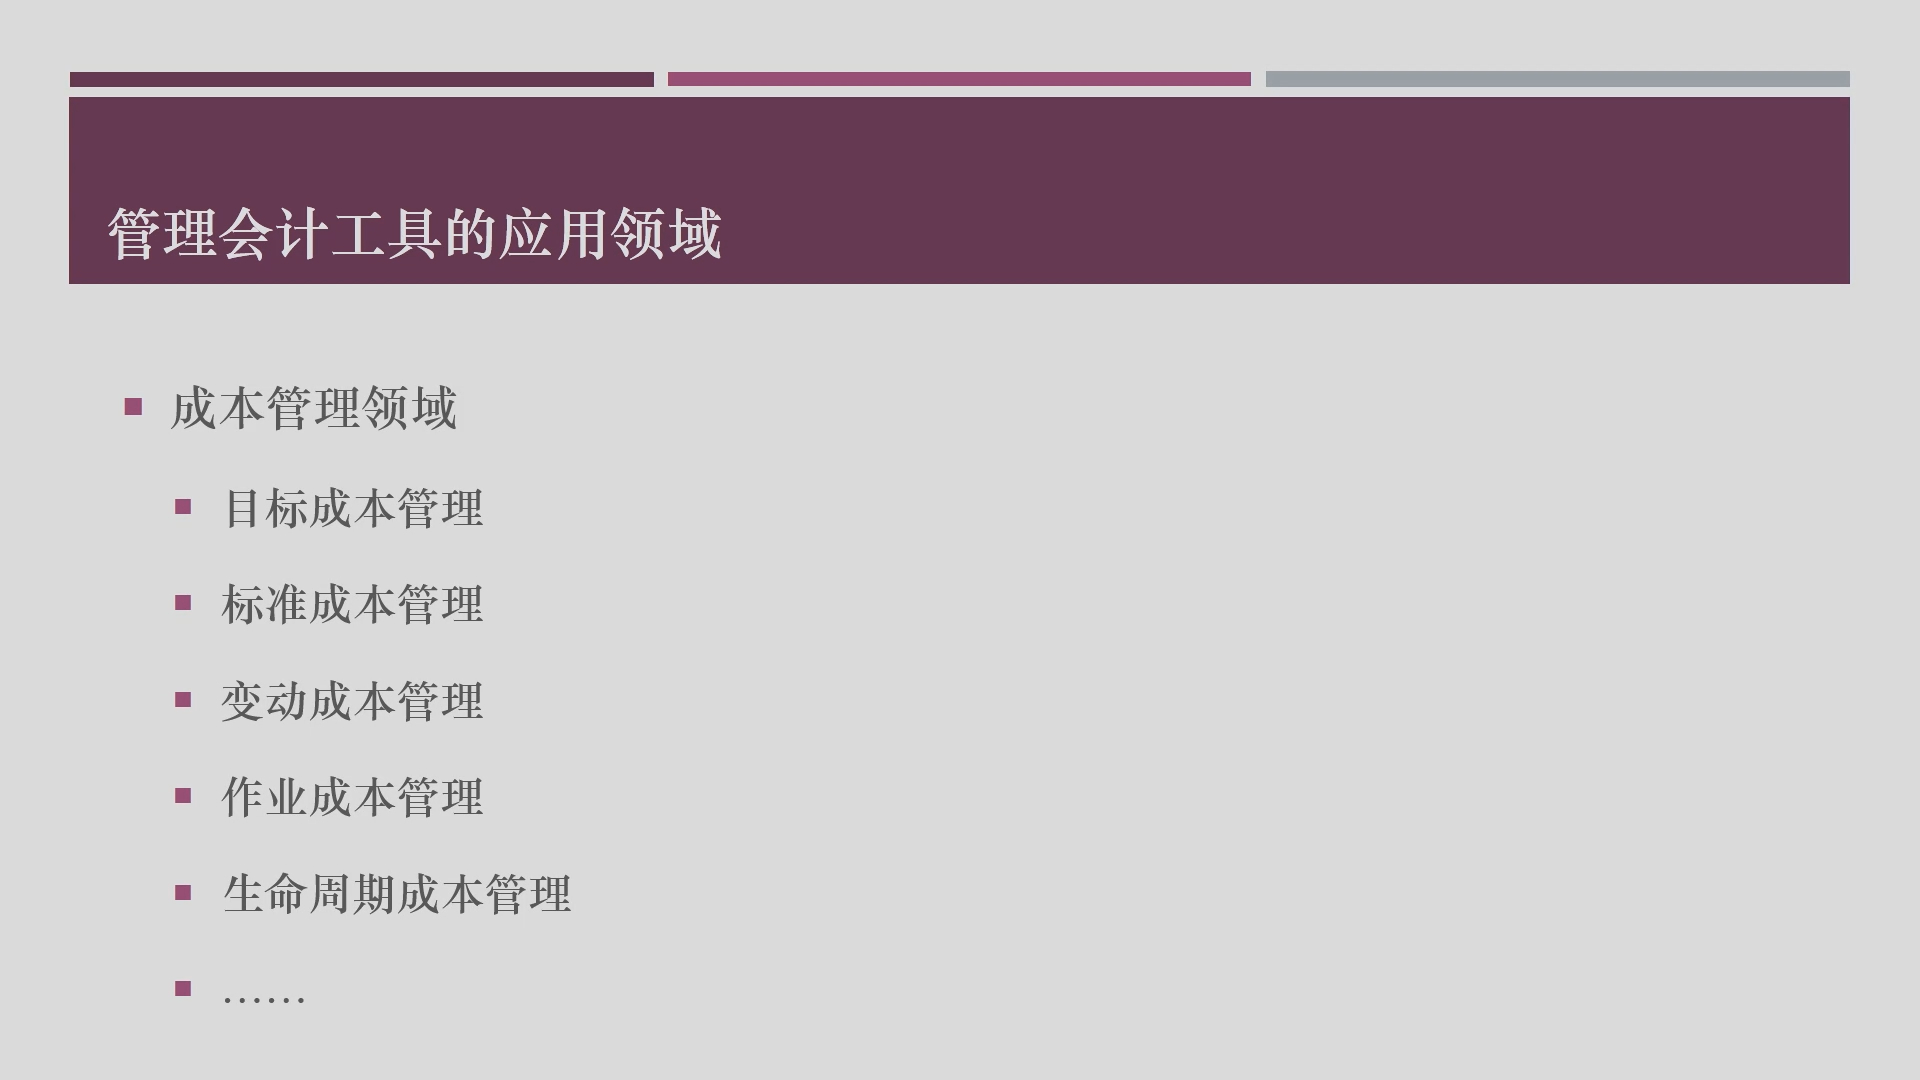 管理会计工具的应用领域
成本管理领域
目标成本管理
标准成本管理
变动成本管理
作业成本管理
生命周期成本管理
……